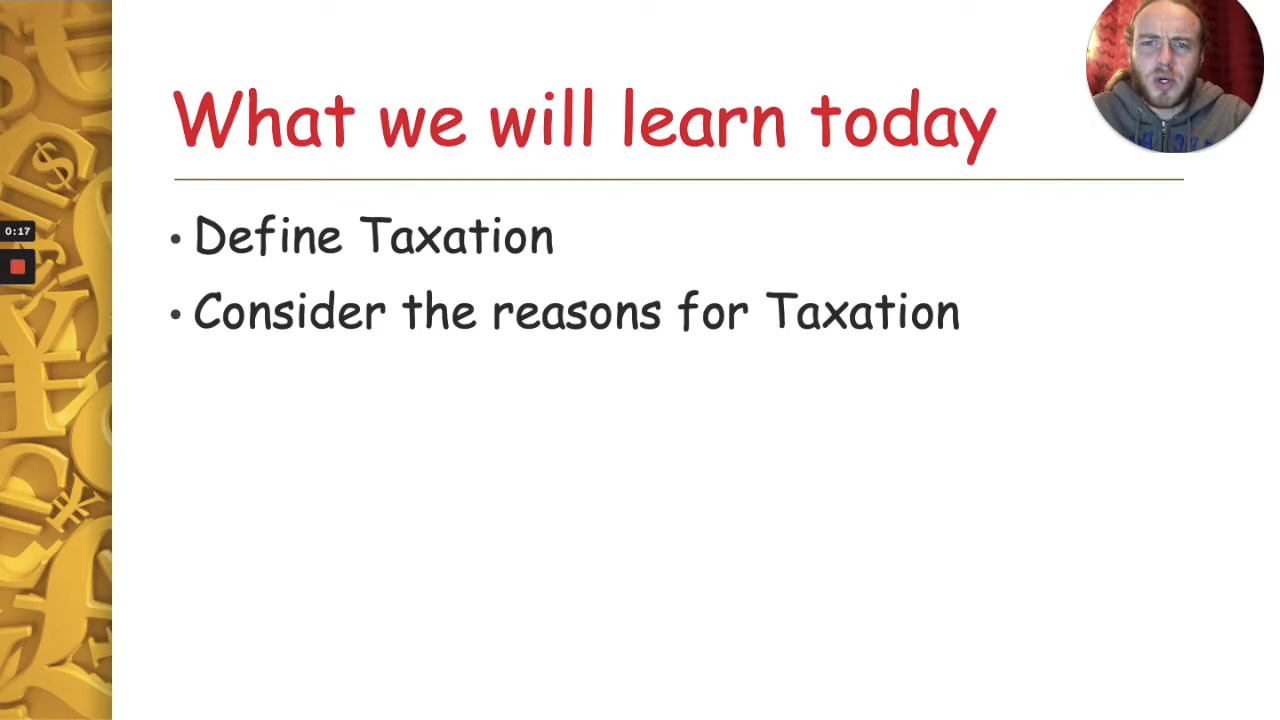 What we will learn today
• Define Taxation
• Consider the reasons for Taxation
0:17